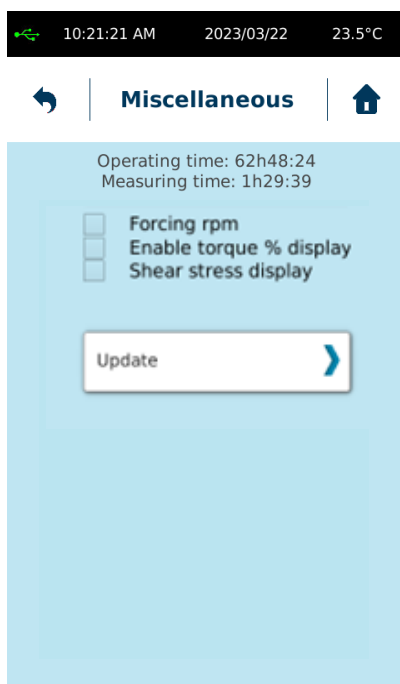 10:21:21 AM 2023/03/22 23.5°C
Miscellaneous
Operating time: 62h48:24
Measuring time: 1h29:39
Forcing rpm
Enable torque % display
Shear stress display
Update